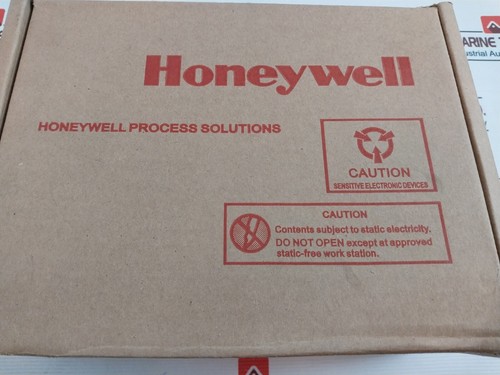 Honeywell
HONEYWELL PROCESS SOLUTIONS
CAUTION
SENSITIVE ELECTRONIC DEVICES
CAUTION
Contents subject to static electricity.
DO NOT OPEN except at approved
static-free work station.